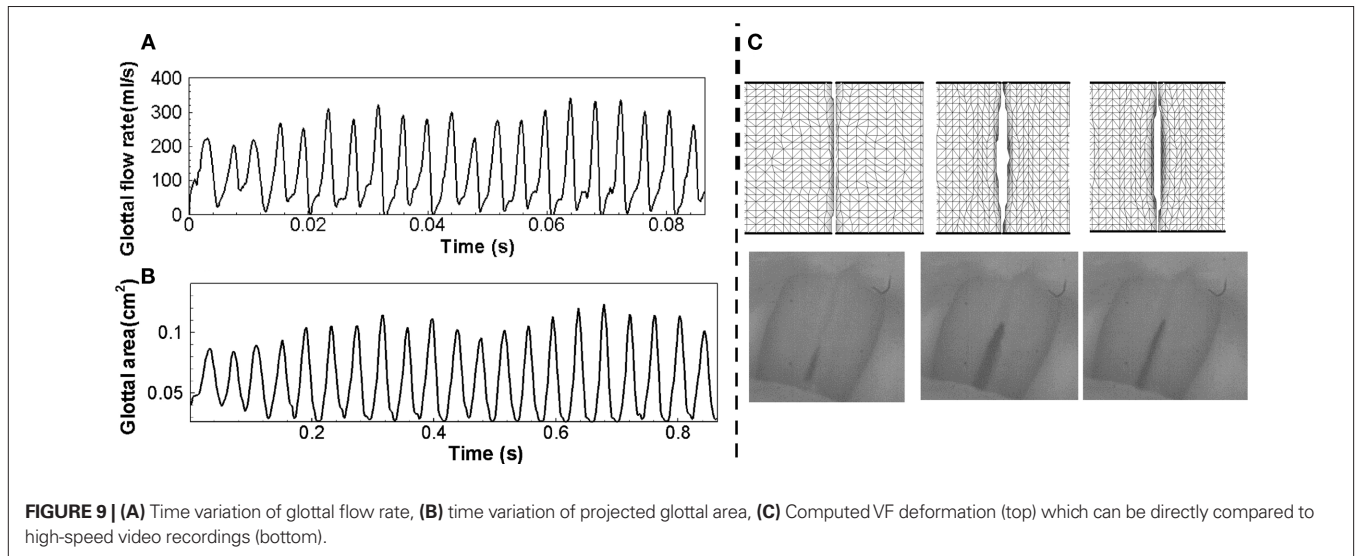 A
Glottal flow rate(ml/s)
400
300
200
100
0
0 0.02 0.04 0.06 0.08
Time (s)
B
Glottal area(cm²)
0.1
0.05
0.2 0.4 0.6 0.8
Time (s)
C
FIGURE 9 | (A) Time variation of glottal flow rate, (B) time variation of projected glottal area, (C) Computed VF deformation (top) which can be directly compared to
high-speed video recordings (bottom).